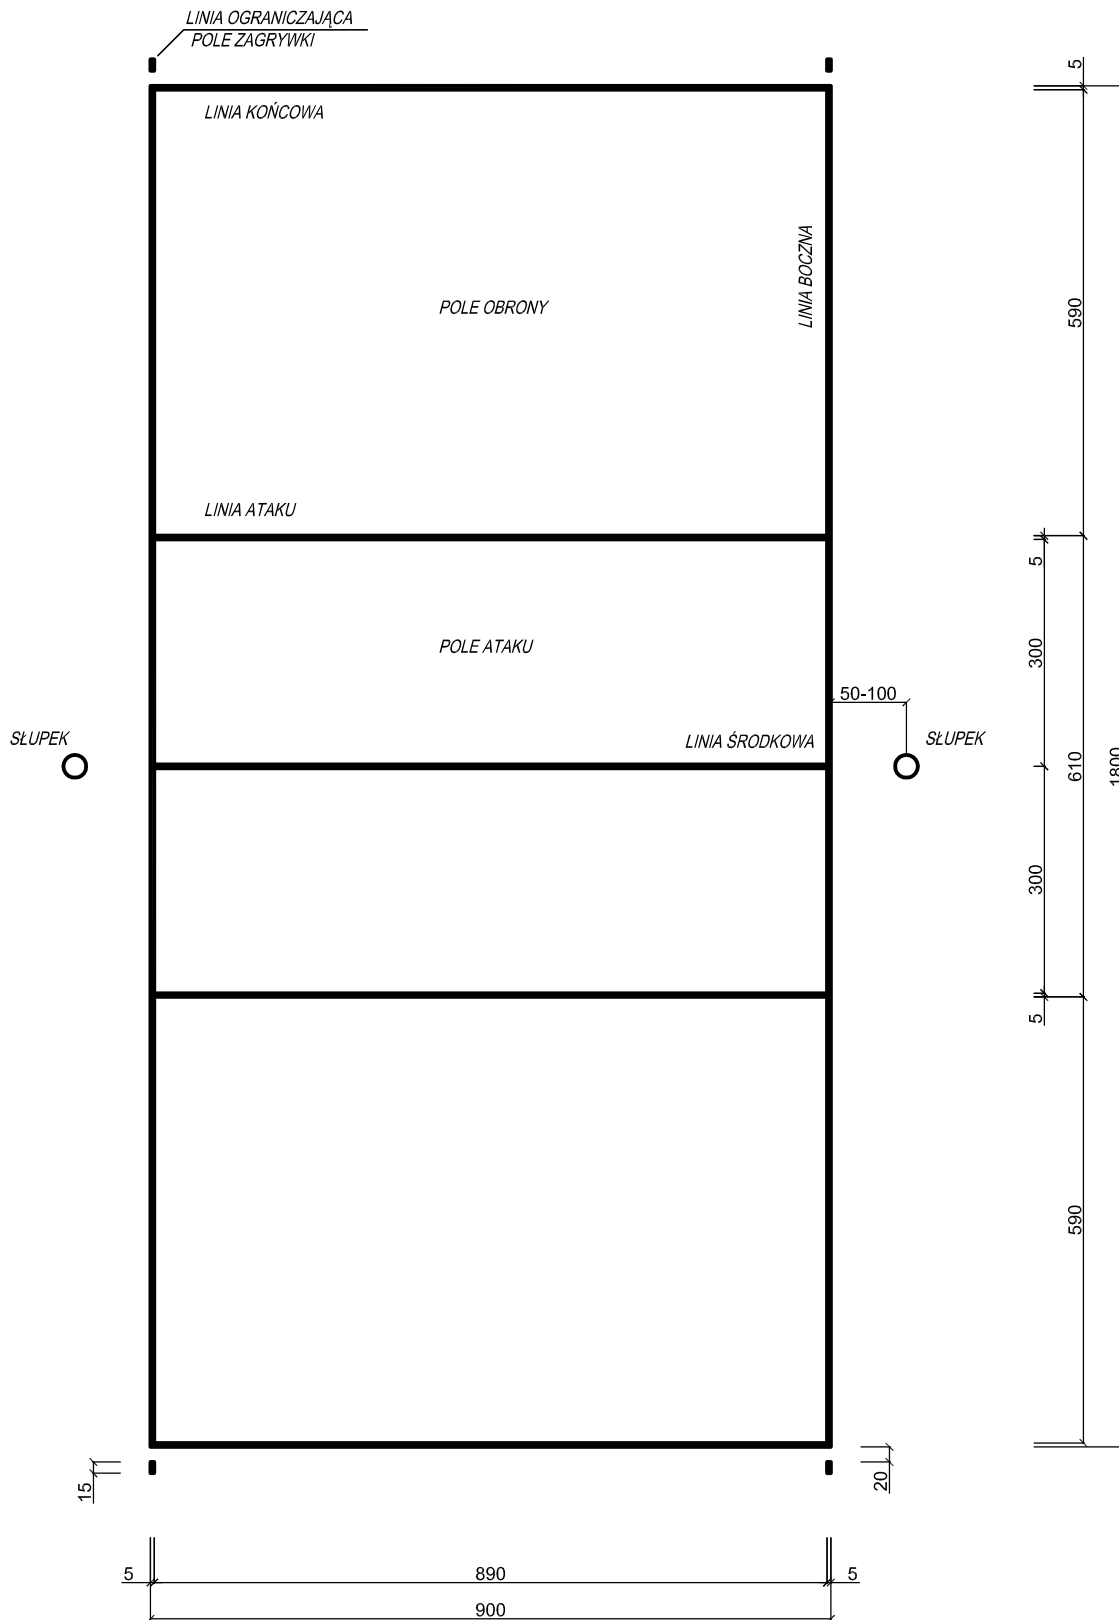 LINIA OGRANICZAJĄCA
POLE ZAGRYWKI
5
LINIA KOŃCOWA
LINIA BOCZNA
POLE OBRONY
590
LINIA ATAKU
5
POLE ATAKU
300
50-100
SŁUPEK
LINIA ŚRODKOWA
SŁUPEK
610
1800
300
5
590
15
20
5
890
5
900